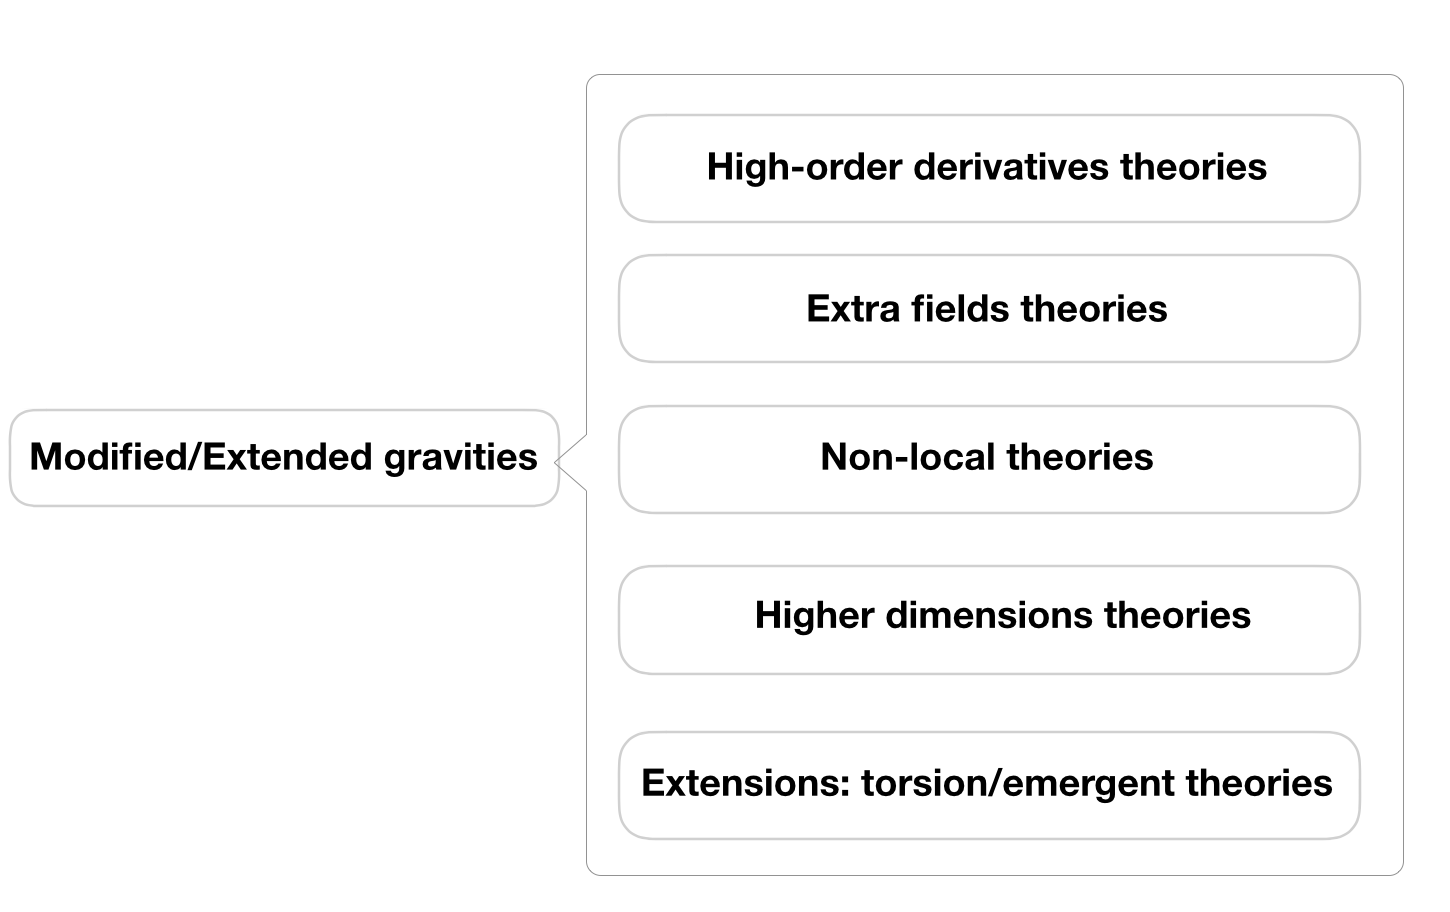 High-order derivatives theories
Extra fields theories
Modified/Extended gravities
Non-local theories
Higher dimensions theories
Extensions: torsion/emergent theories